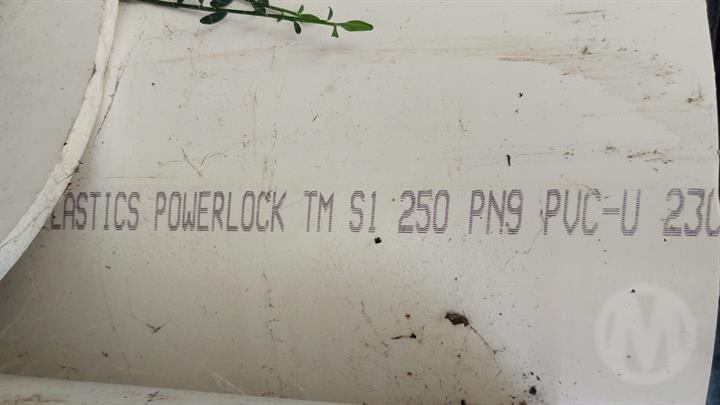 LASTICS POWERLOCK TM S1 250 PN9 PVC-U 230
M